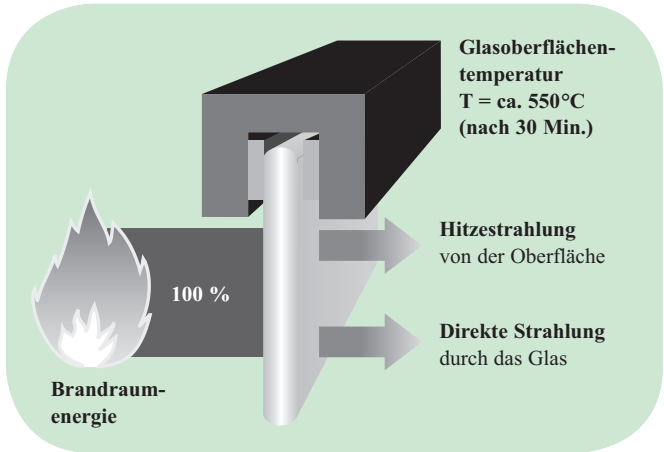 Glasoberflächen-
temperatur
T = ca. 550°C
(nach 30 Min.)
Hitzestrahlung
von der Oberfläche
100 %
Direkte Strahlung
durch das Glas
Brandraum-
energie